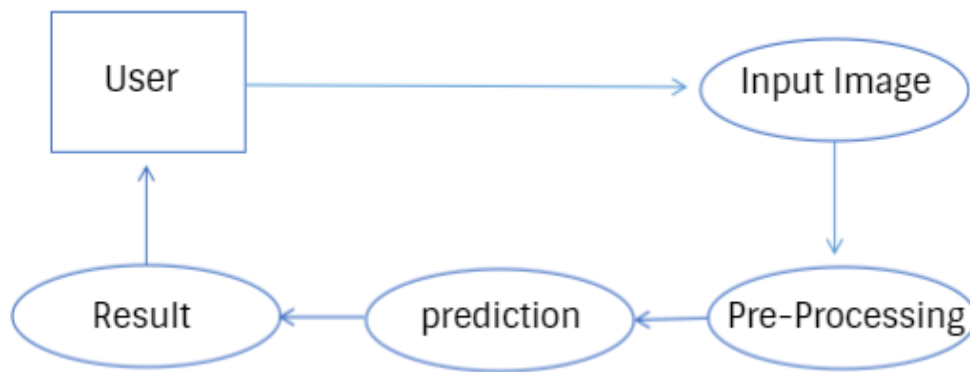 User
Input Image
Result
prediction
Pre-Processing